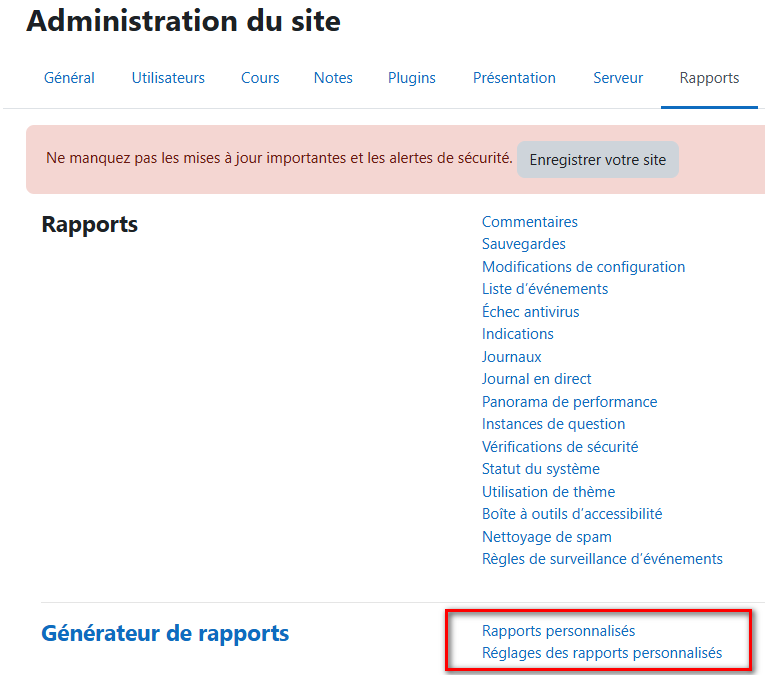 Administration du site
Général Utilisateurs Cours Notes Plugins Présentation Serveur Rapports
Ne manquez pas les mises à jour importantes et les alertes de sécurité. Enregistrer votre site
Rapports
Commentaires
Sauvegardes
Modifications de configuration
Liste d’événements
Échec antivirus
Indications
Journaux
Journal en direct
Panorama de performance
Instances de question
Vérifications de sécurité
Statut du système
Utilisation de thème
Boîte à outils d’accessibilité
Nettoyage de spam
Règles de surveillance d’événements
Générateur de rapports
Rapports personnalisés
Réglages des rapports personnalisés